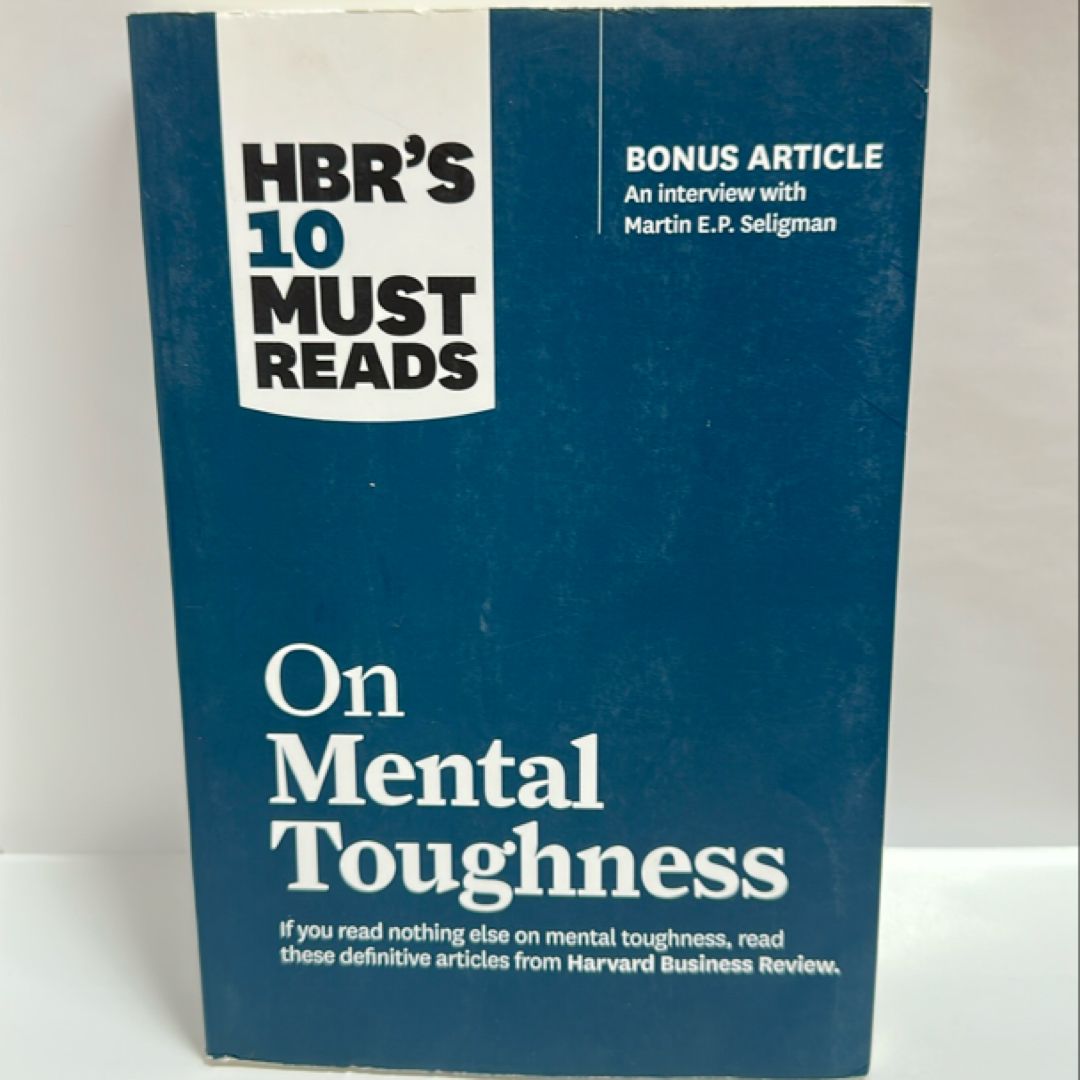 HBR'S
10
MUST
READS
BONUS ARTICLE
An interview with
Martin E.P. Seligman
On
Mental
Toughness
If you read nothing else on mental toughness, read
these definitive articles from Harvard Business Review.